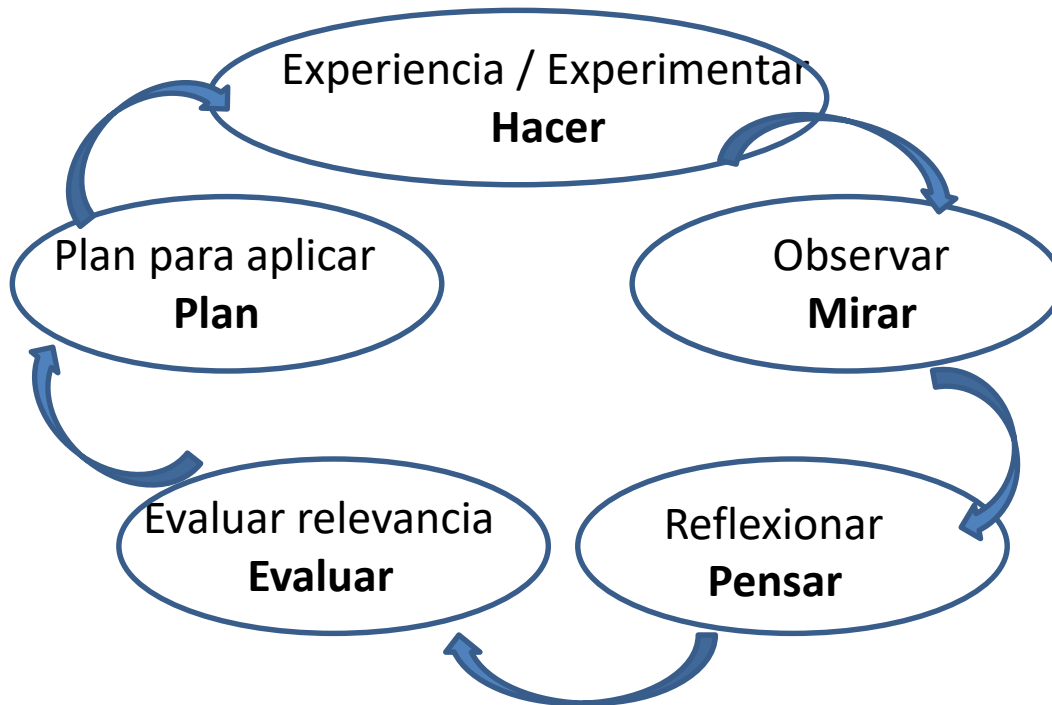 Experiencia / Experimentar
Hacer
Plan para aplicar
Plan
Observar
Mirar
Evaluar relevancia
Evaluar
Reflexionar
Pensar